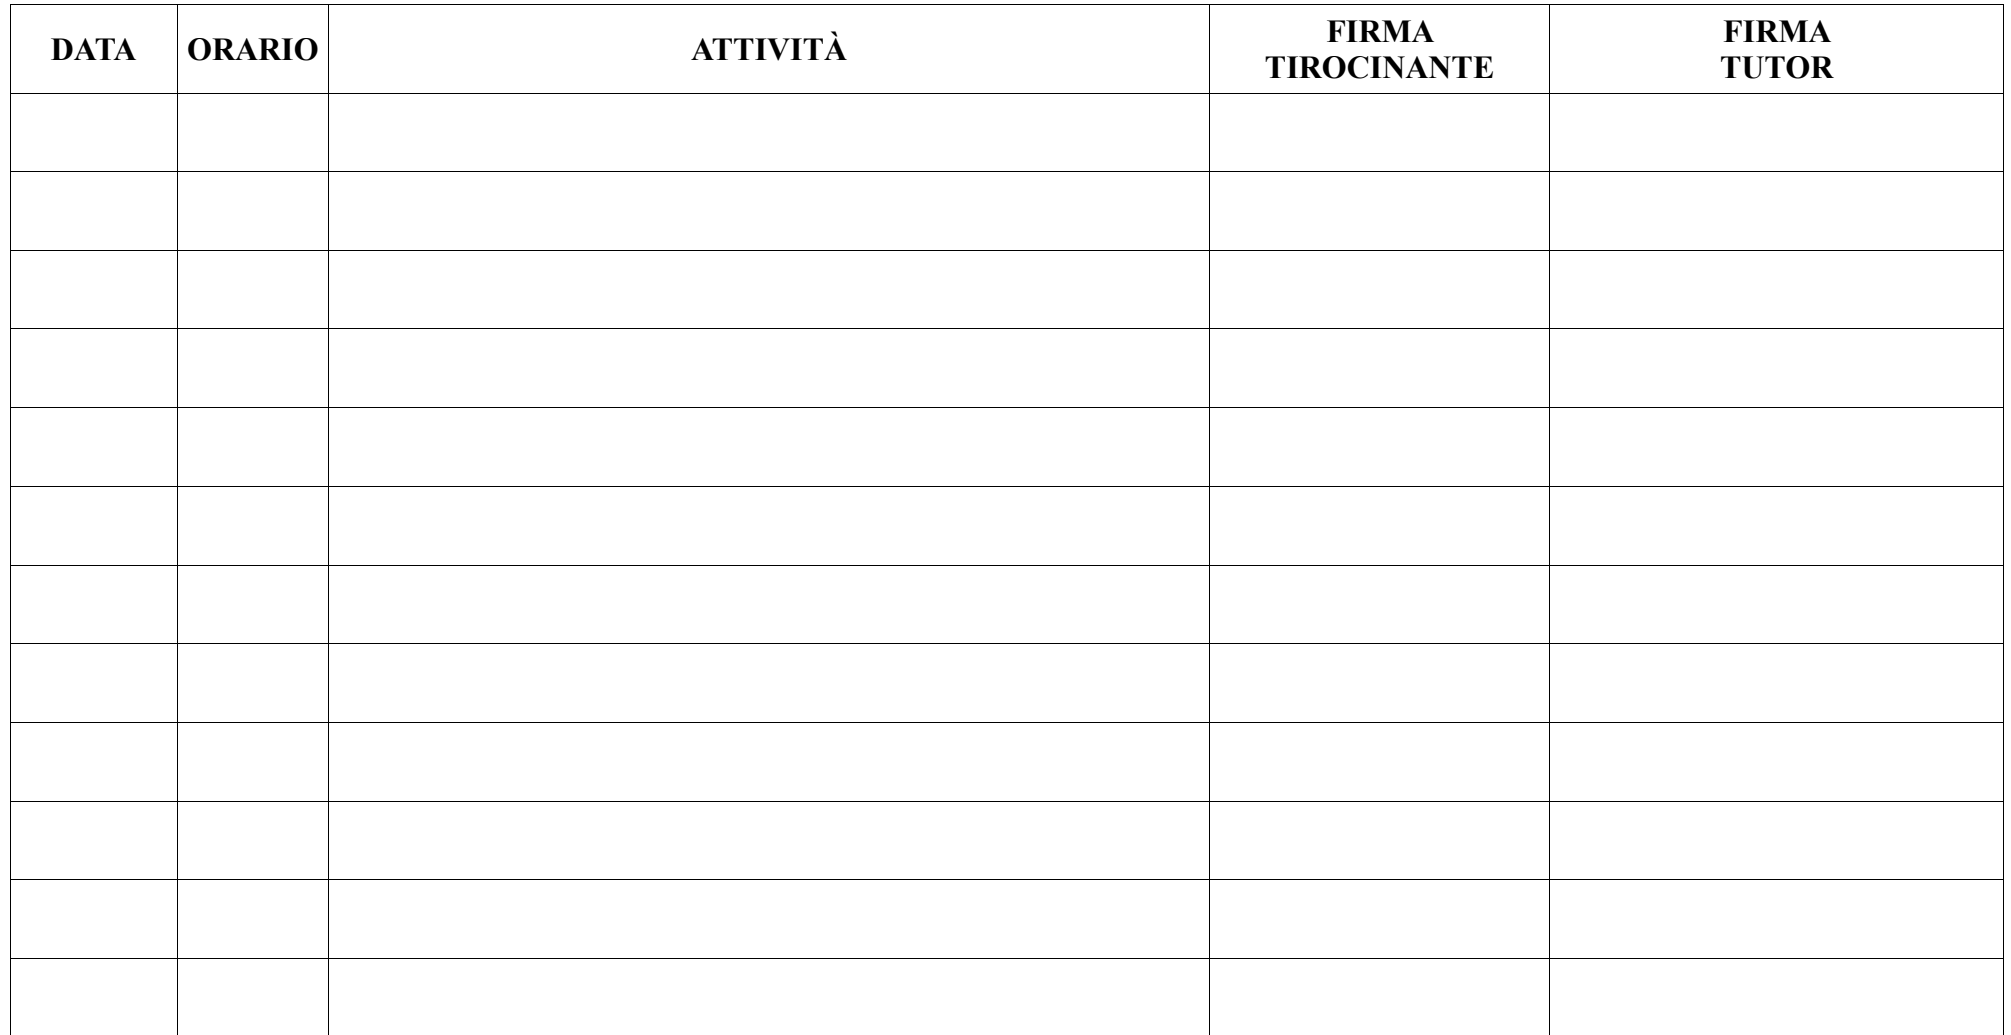 DATA
ORARIO
ATTIVITÀ
FIRMA
TIROCINANTE
FIRMA
TUTOR